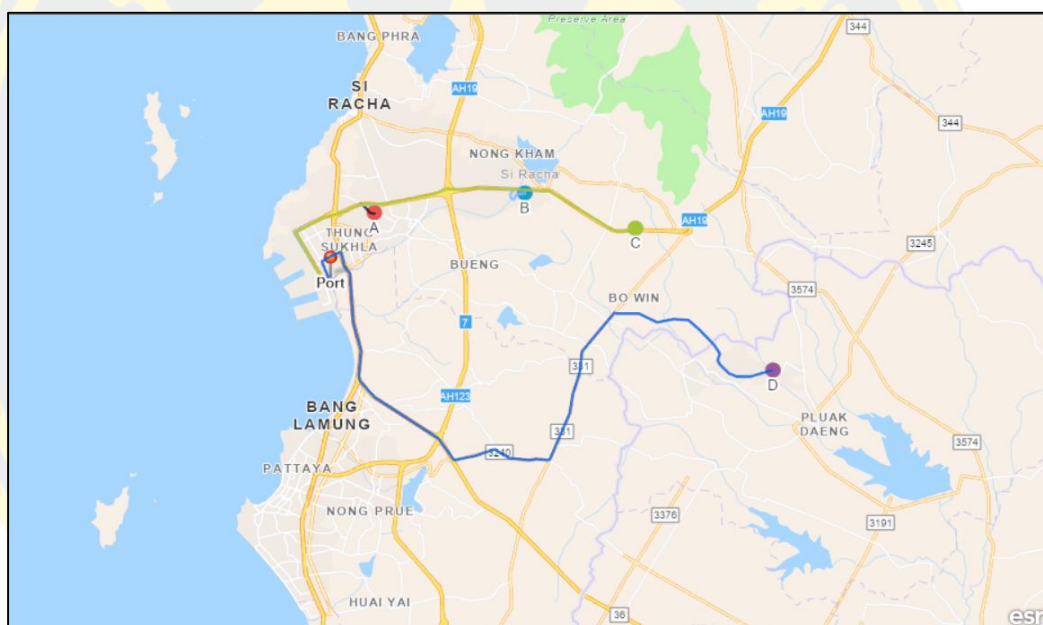 Preserve Area
344
BANG PHRA
SI
RACHA
AH19
AH19
344
NONG KHAM
Si Racha
B
A
C
AH19
THUNG
SUKHLA
3245
BUENG
Port
3574
BO WIN
7
331
D
AH123
BANG
LAMUNG
PLUAK
DAENG
331
3240
3574
PATTAYA
NONG PRUE
3376
3191
HUAI YAI
36
esri